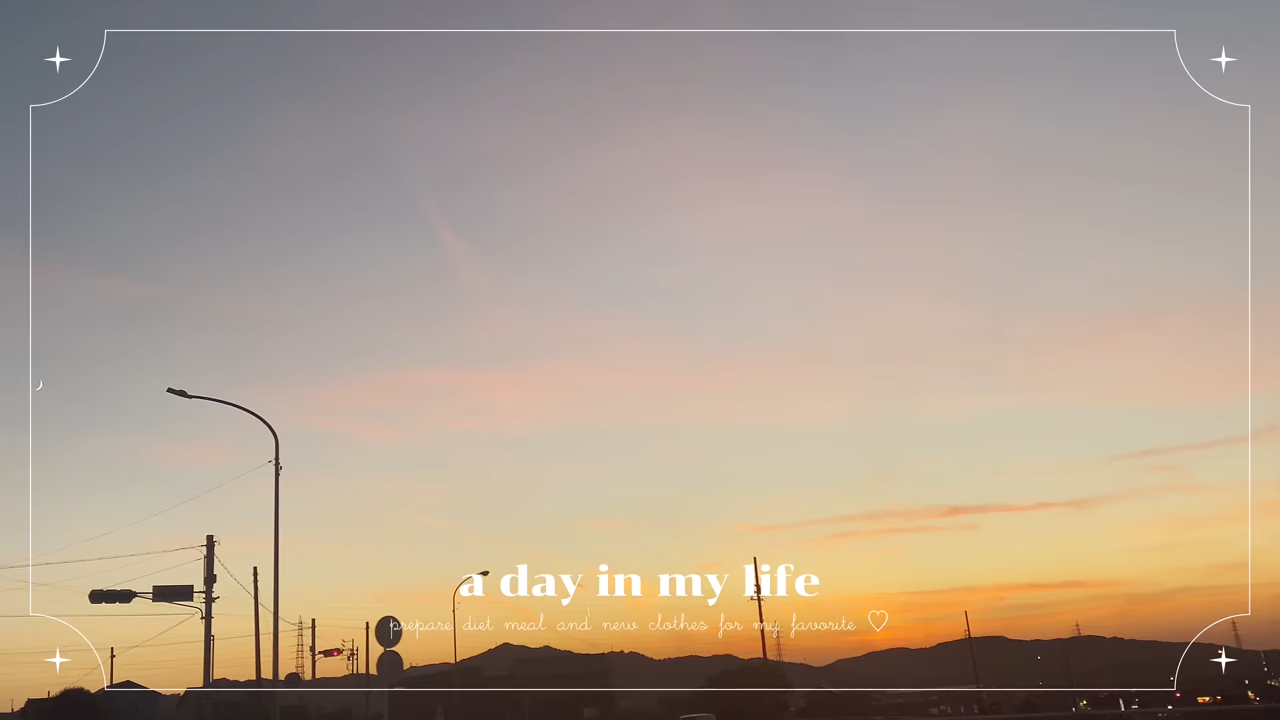 a day in my life
prepare diet meal and new clothes for my favorite ♡